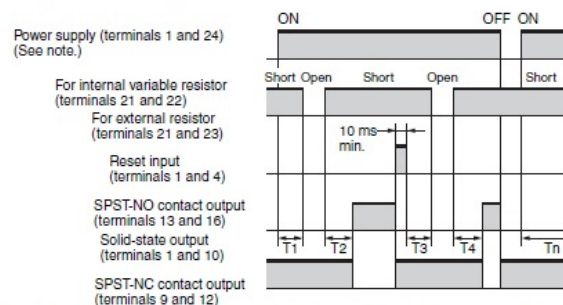 ON OFF ON
Power supply (terminals 1 and 24)
(See note.)
Short Open Short Open Short
For internal variable resistor
(terminals 21 and 22)
For external resistor
(terminals 21 and 23)
10 ms
min.
Reset input
(terminals 1 and 4)
SPST-NO contact output
(terminals 13 and 16)
Solid-state output
(terminals 1 and 10)
T1 T2 T3 T4 Tn
SPST-NC contact output
(terminals 9 and 12)